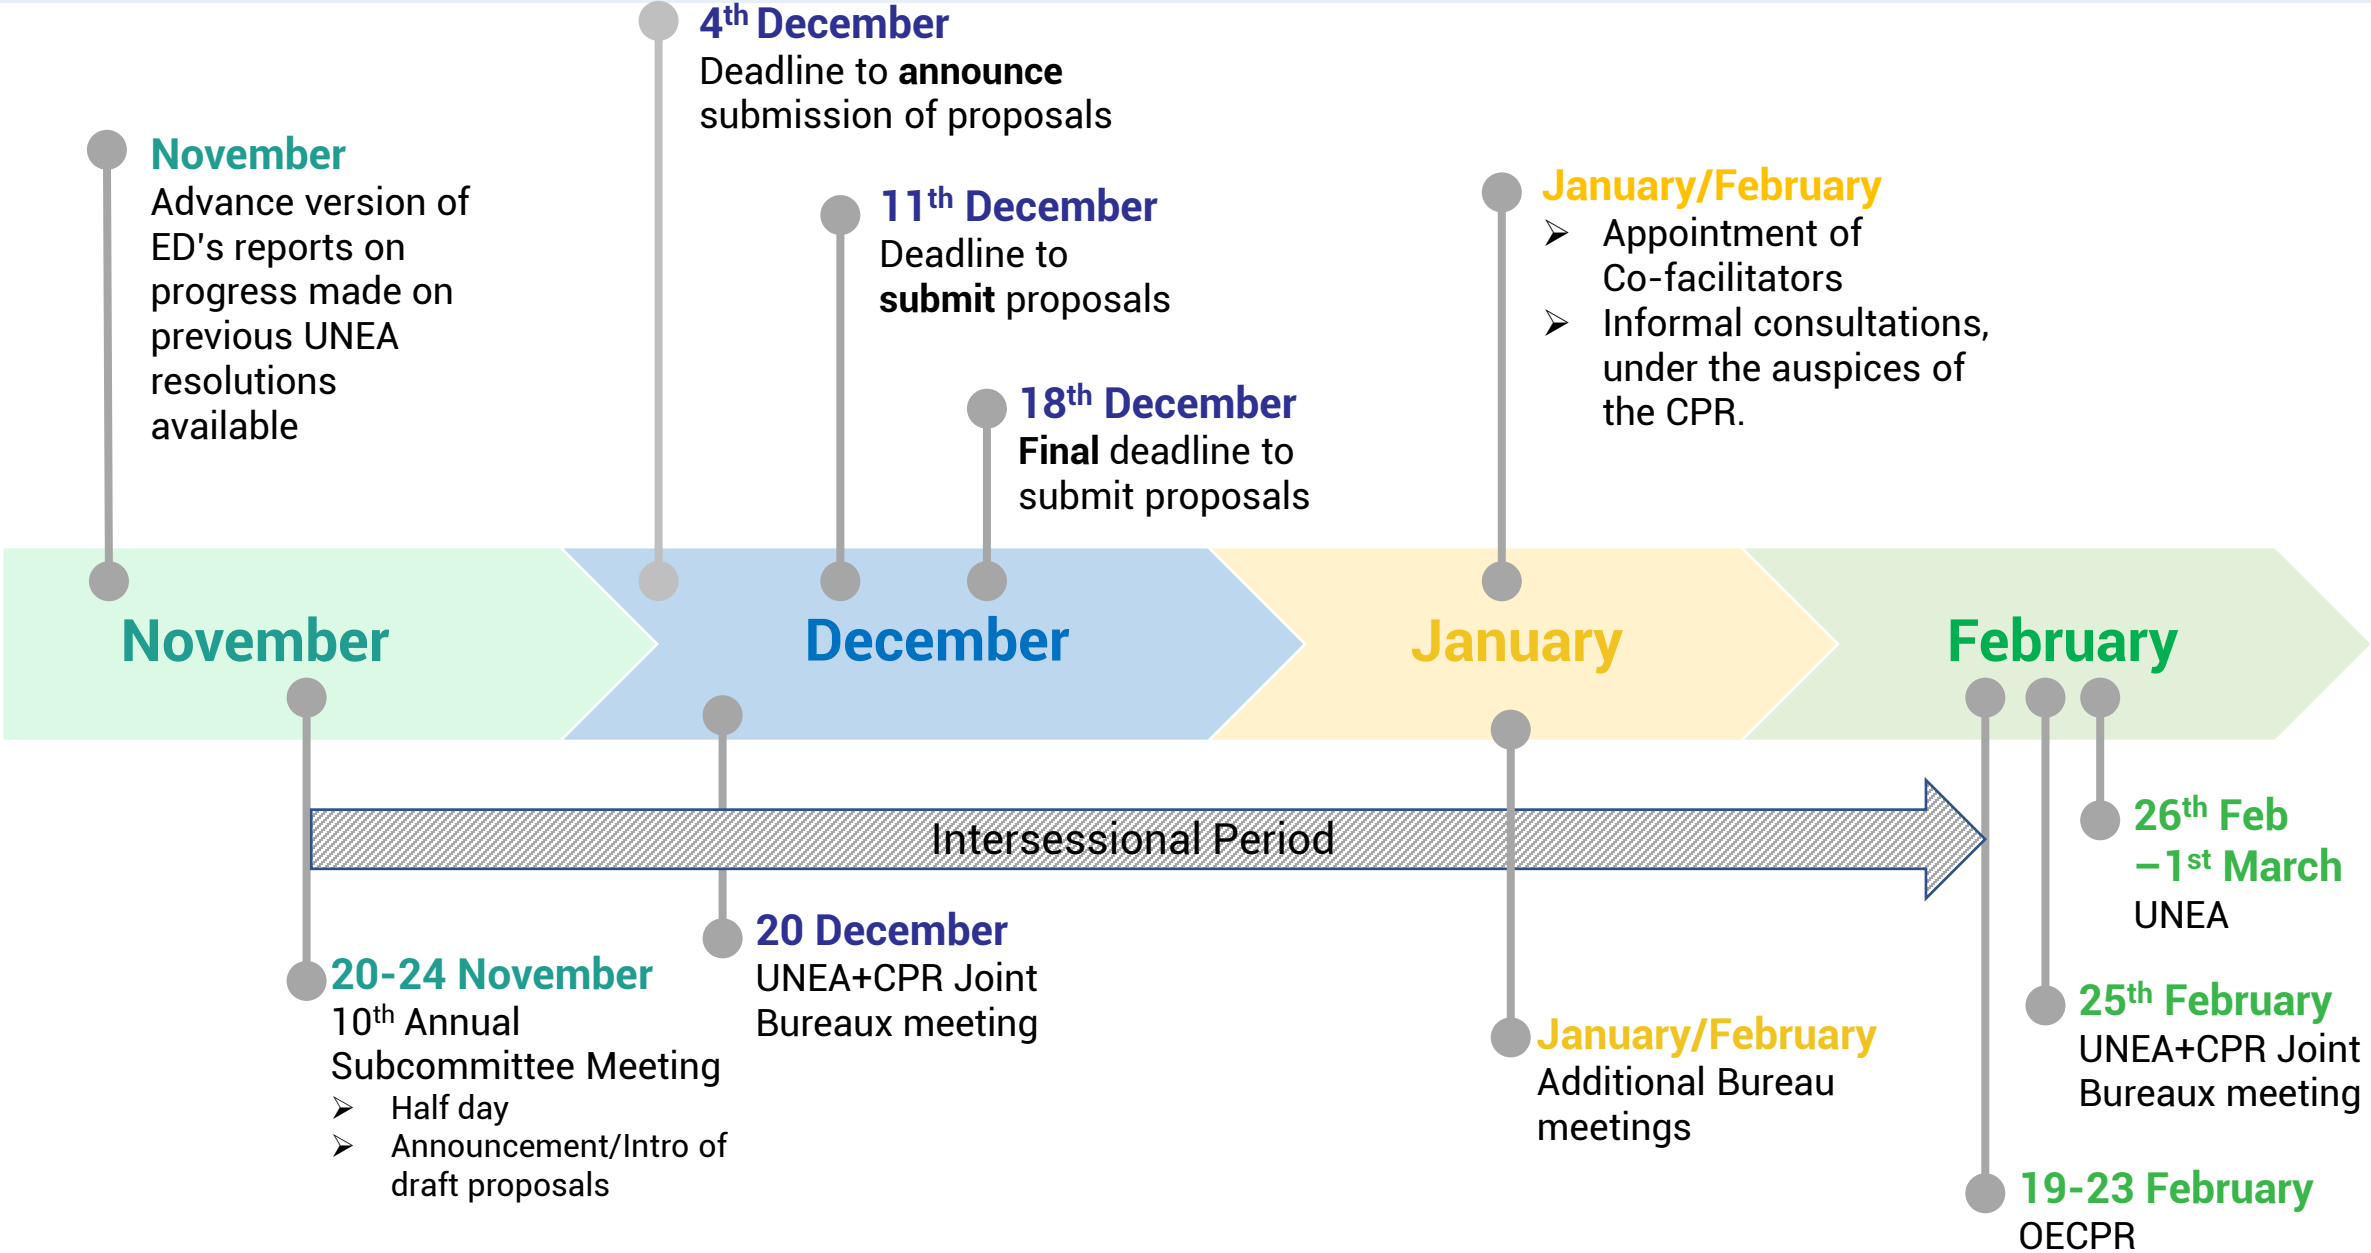 4th December
Deadline to announce
submission of proposals
November
Advance version of
ED's reports on
progress made on
previous UNEA
resolutions
available
11th December
Deadline to
submit proposals
January/February
➢ Appointment of
Co-facilitators
➢ Informal consultations,
under the auspices of
the CPR.
18th December
Final deadline to
submit proposals
November
December
January
February
Intersessional Period
26th Feb
–1st March
UNEA
20 December
UNEA+CPR Joint
Bureaux meeting
20-24 November
10th Annual
Subcommittee Meeting
➢ Half day
➢ Announcement/Intro of
draft proposals
25th February
UNEA+CPR Joint
Bureaux meeting
January/February
Additional Bureau
meetings
19-23 February
OECPR